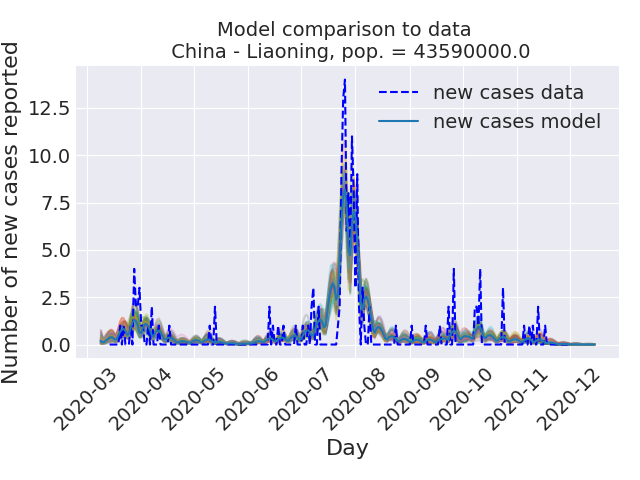 Model comparison to data
China - Liaoning, pop. = 43590000.0
Number of new cases reported
12.5
10.0
7.5
5.0
2.5
0.0
new cases data
new cases model
2020-03
2020-04
2020-05
2020-06
2020-07
2020-08
2020-09
2020-10
2020-11
2020-12
Day